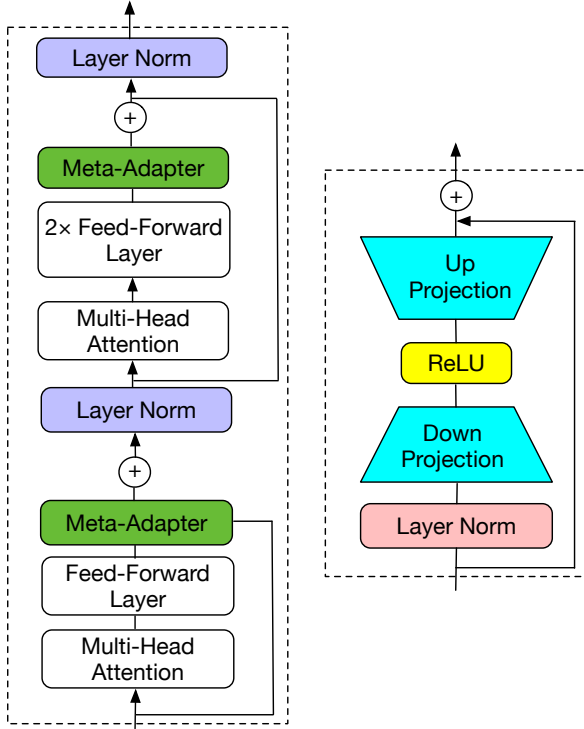 Layer Norm
+
Meta-Adapter
2× Feed-Forward
Layer
Multi-Head
Attention
Layer Norm
+
Meta-Adapter
Feed-Forward
Layer
Multi-Head
Attention
+
Up
Projection
ReLU
Down
Projection
Layer Norm